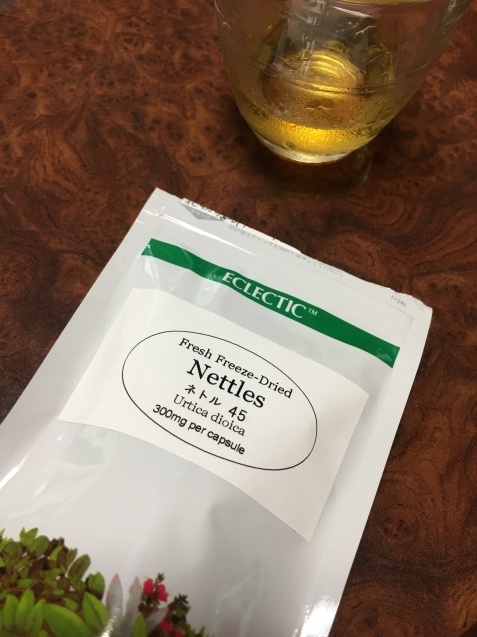 ECLECTIC™
Fresh Freeze-Dried
Nettles
ネトル 45
Urtica dioica
300mg per capsule